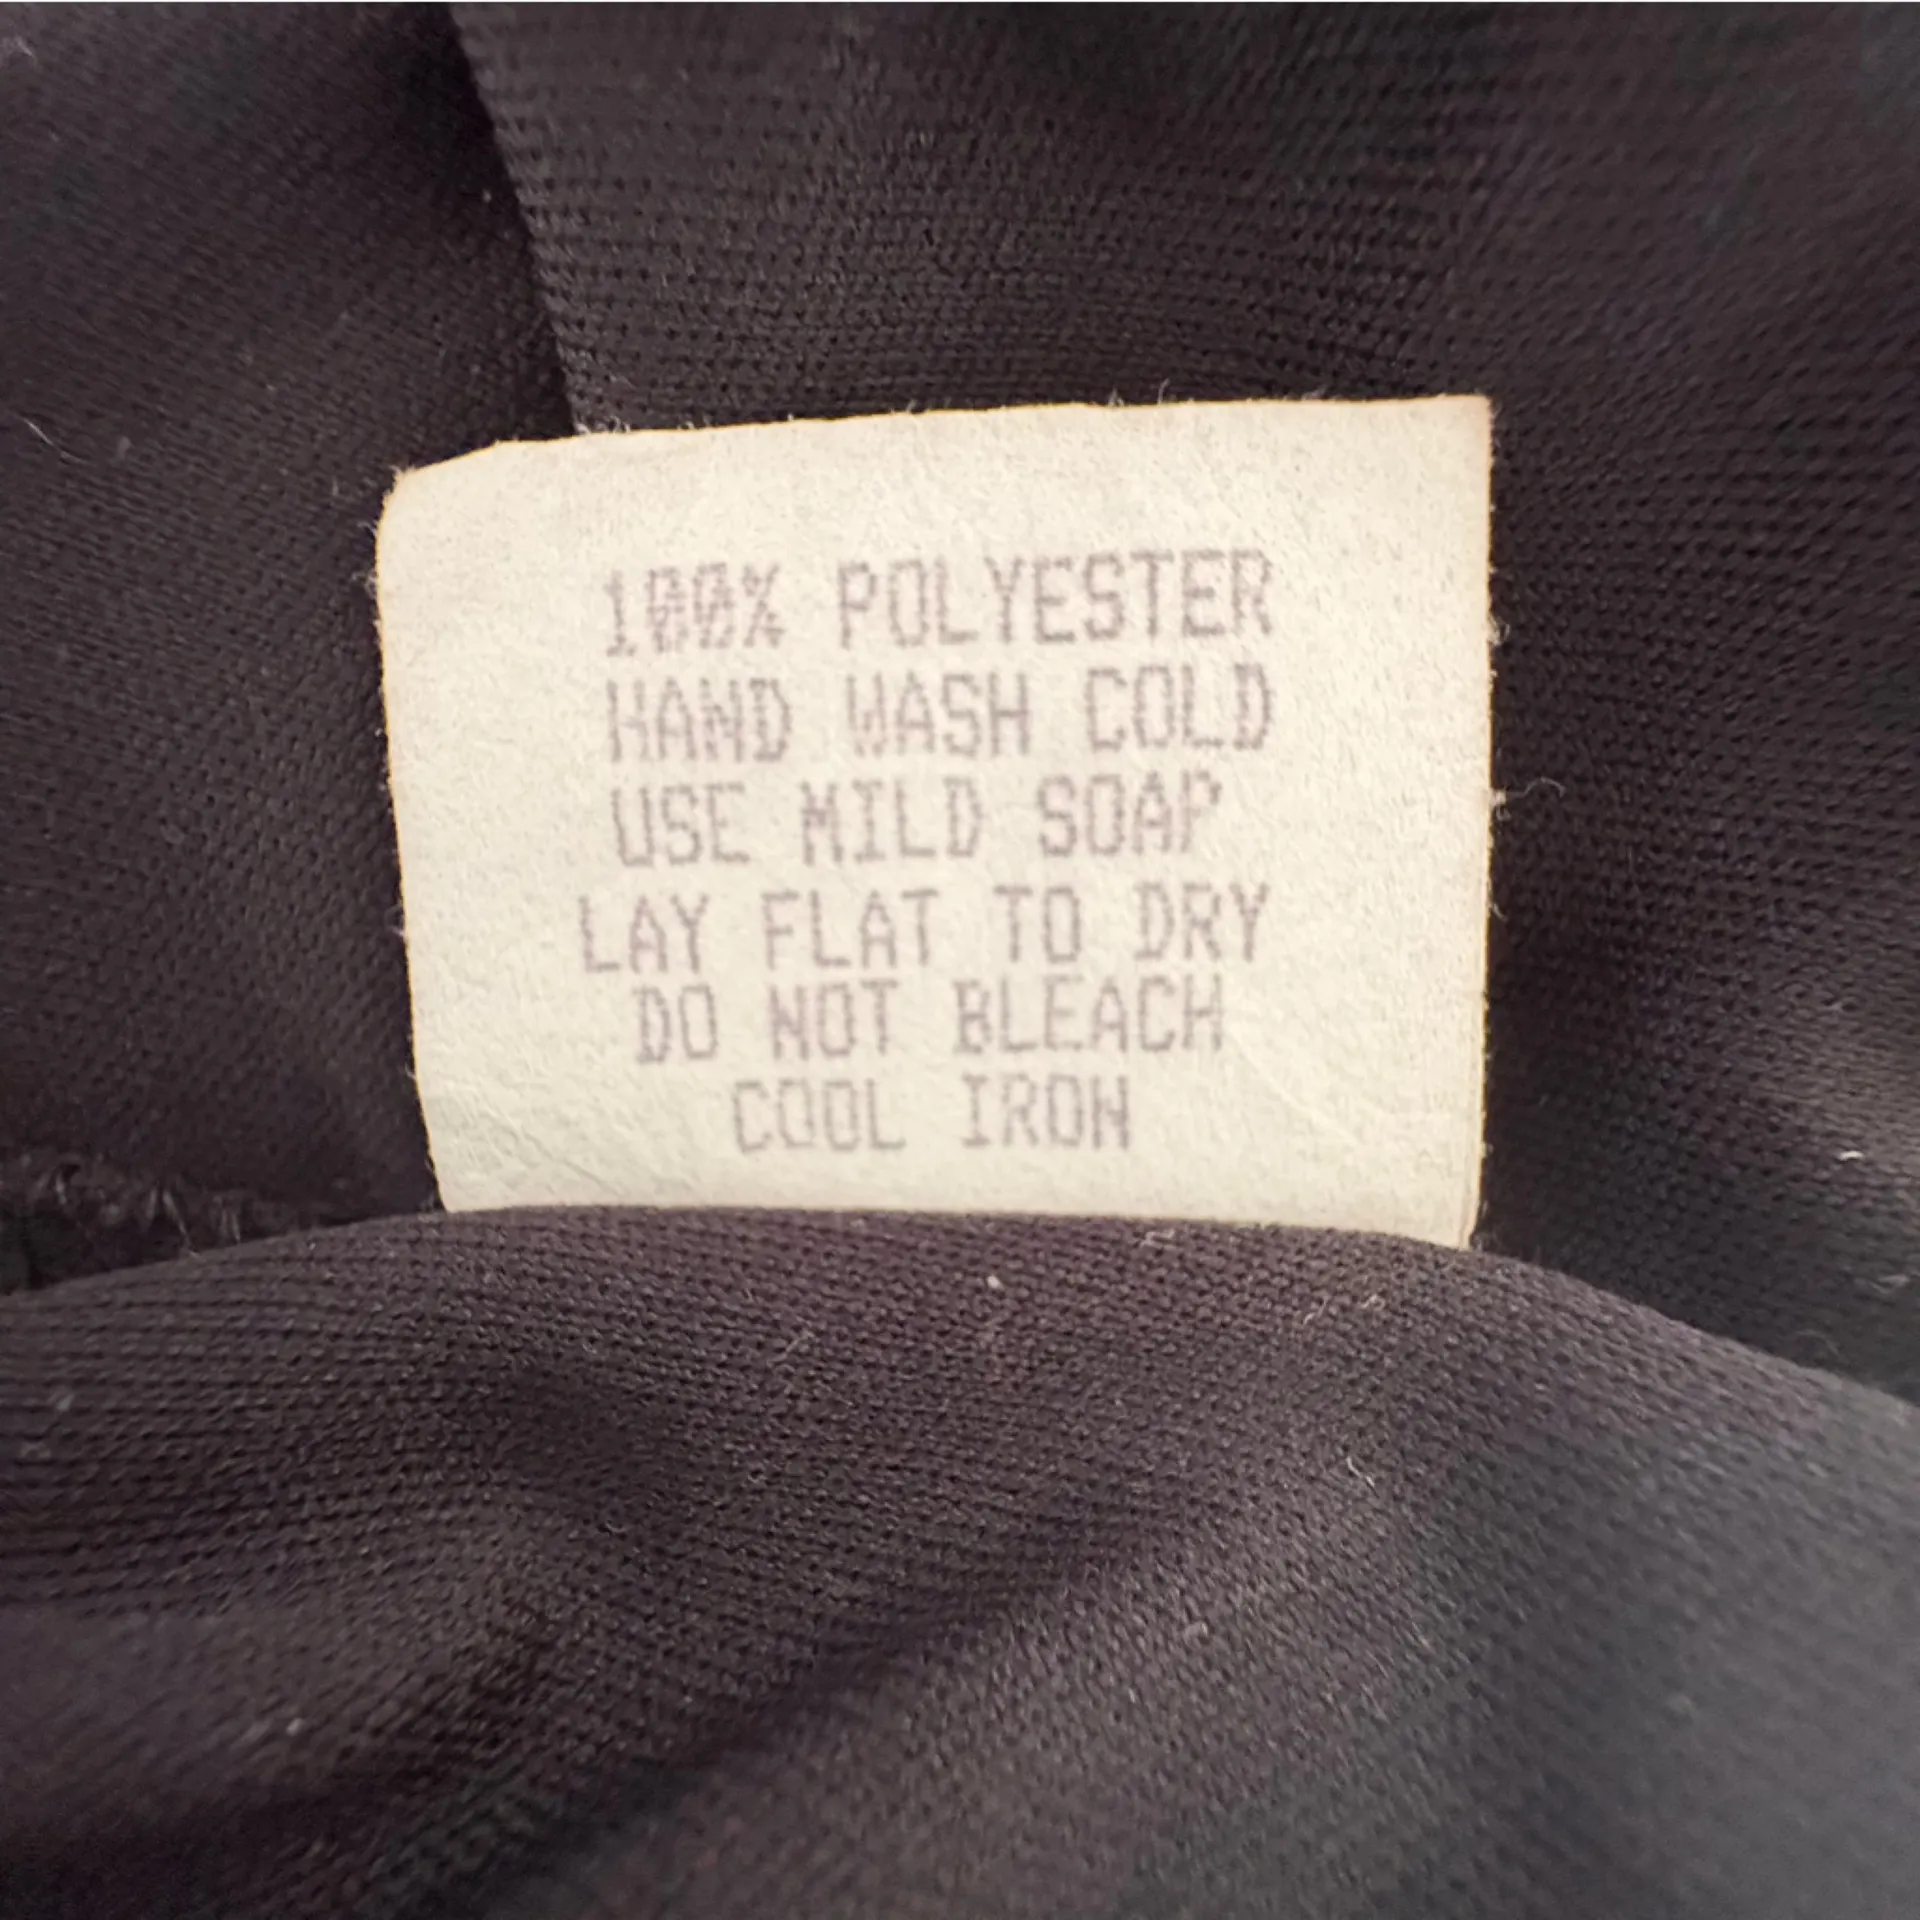 100% POLYESTER
HAND WASH COLD
USE MILD SOAP
LAY FLAT TO DRY
DO NOT BLEACH
COOL IRON